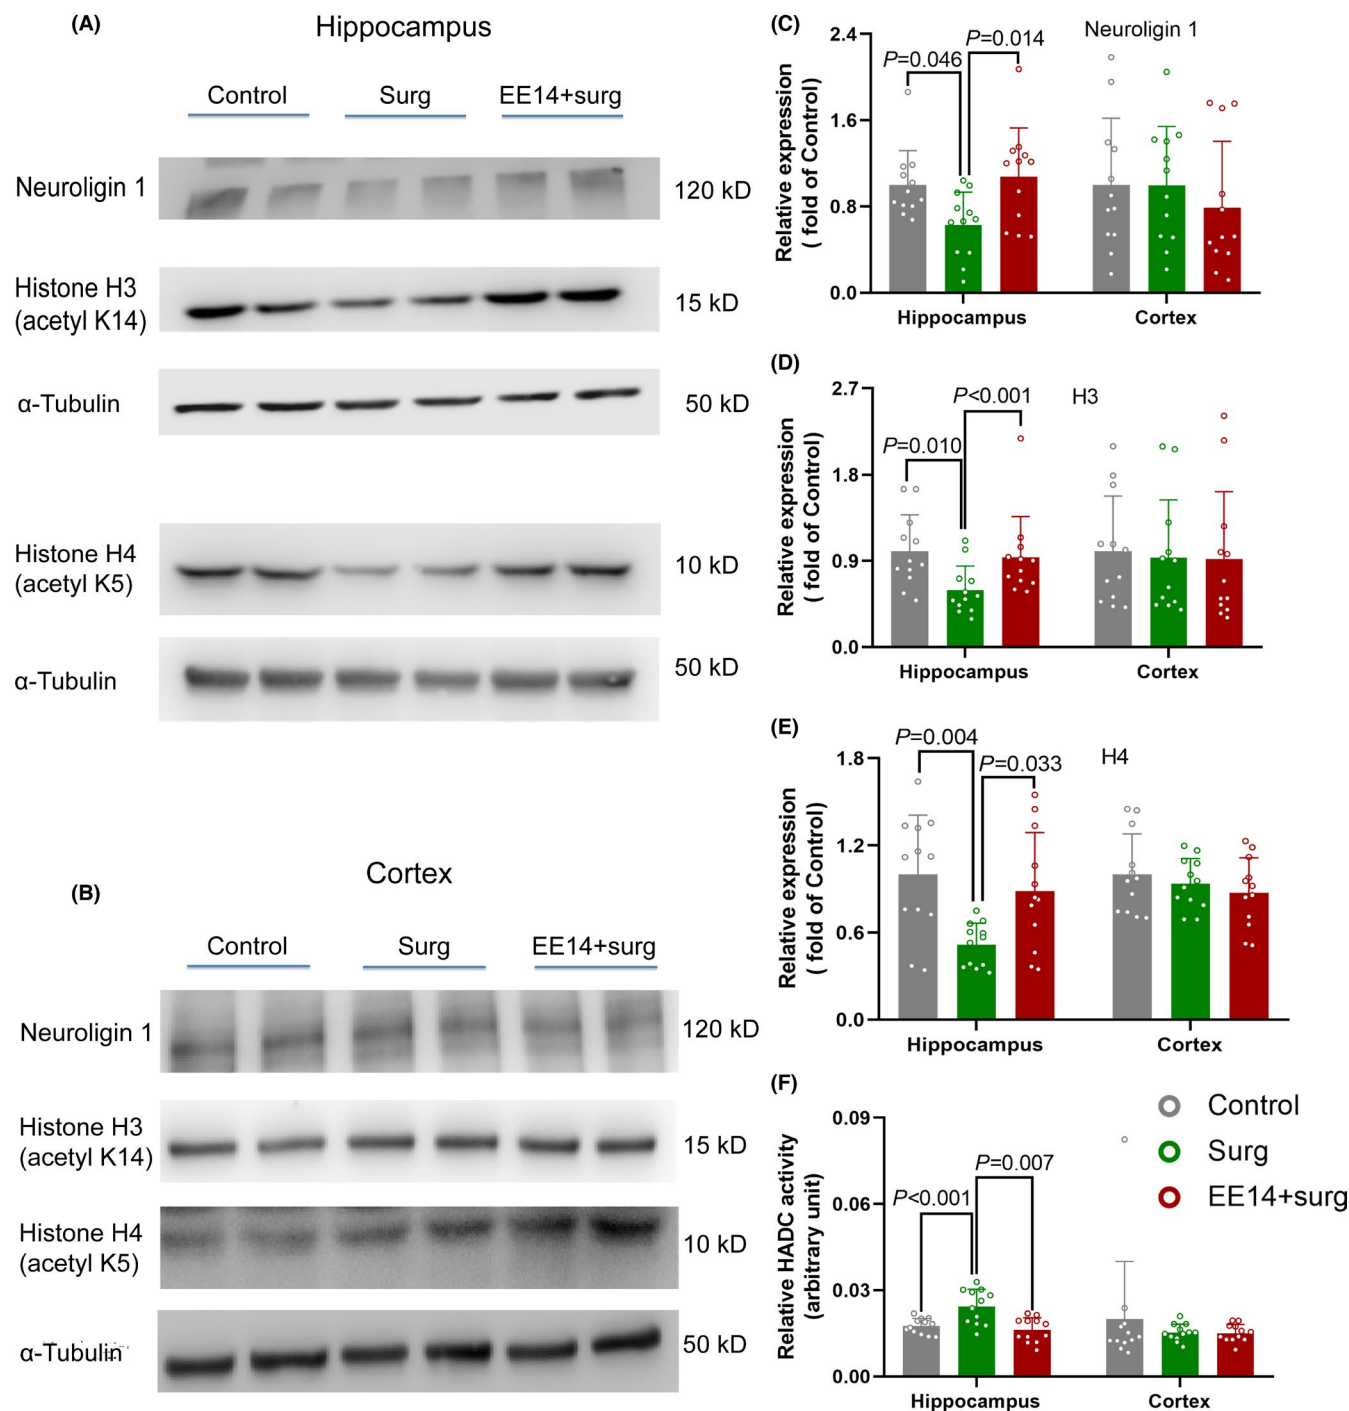 (A)
Hippocampus
Control Surg EE14+surg
Neuroligin 1
120 kD
Histone H3
(acetyl K14)
15 kD
α-Tubulin
50 kD
Histone H4
(acetyl K5)
10 kD
α-Tubulin
50 kD
(B)
Cortex
Control Surg EE14+surg
Neuroligin 1
120 kD
Histone H3
(acetyl K14)
15 kD
Histone H4
(acetyl K5)
10 kD
α-Tubulin
50 kD
(C)
Neuroligin 1
Relative expression
( fold of Control)
2.4
1.6
0.8
0.0
P=0.046
P=0.014
Hippocampus Cortex
(D)
H3
Relative expression
( fold of Control)
2.7
1.8
0.9
0.0
P=0.010
P<0.001
Hippocampus Cortex
(E)
H4
Relative expression
( fold of Control)
1.8
1.2
0.6
0.0
P=0.004
P=0.033
Hippocampus Cortex
(F)
Relative HADC activity
(arbitrary unit)
0.09
0.06
0.03
0.00
P<0.001
P=0.007
Hippocampus Cortex
Control
Surg
EE14+surg